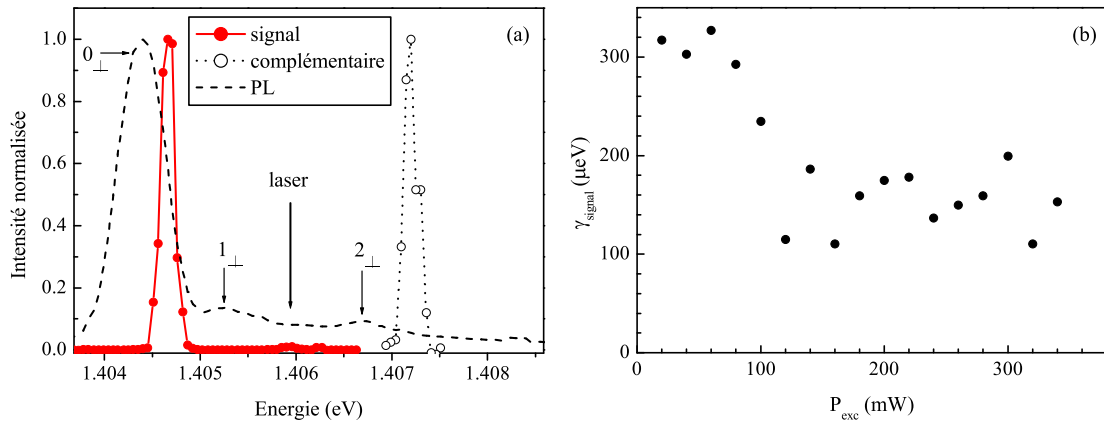 (a)
signal
complémentaire
PL
0⊥
laser
1⊥
2⊥
Intensité normalisée
1.0
0.8
0.6
0.4
0.2
0.0
1.404
1.405
1.406
1.407
1.408
Energie (eV)
(b)
γsignal (μeV)
300
200
100
0
0
100
200
300
Pexc (mW)